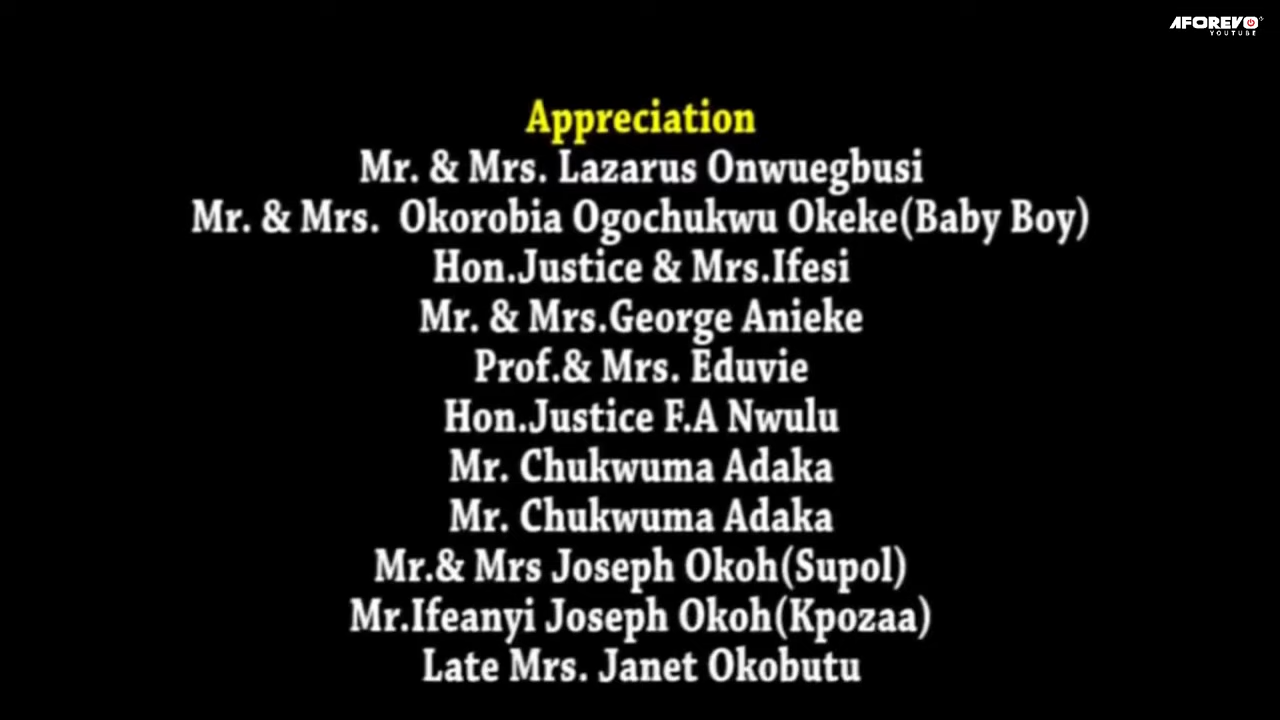 AFOREVO
YOUTUBE
Appreciation
Mr. & Mrs. Lazarus Onwuegbusi
Mr. & Mrs.  Okorobia Ogochukwu Okeke(Baby Boy)
Hon.Justice & Mrs.Ifesi
Mr. & Mrs.George Anieke
Prof.& Mrs. Eduvie
Hon.Justice F.A Nwulu
Mr. Chukwuma Adaka
Mr. Chukwuma Adaka
Mr.& Mrs Joseph Okoh(Supol)
Mr.Ifeanyi Joseph Okoh(Kpozaa)
Late Mrs. Janet Okobutu